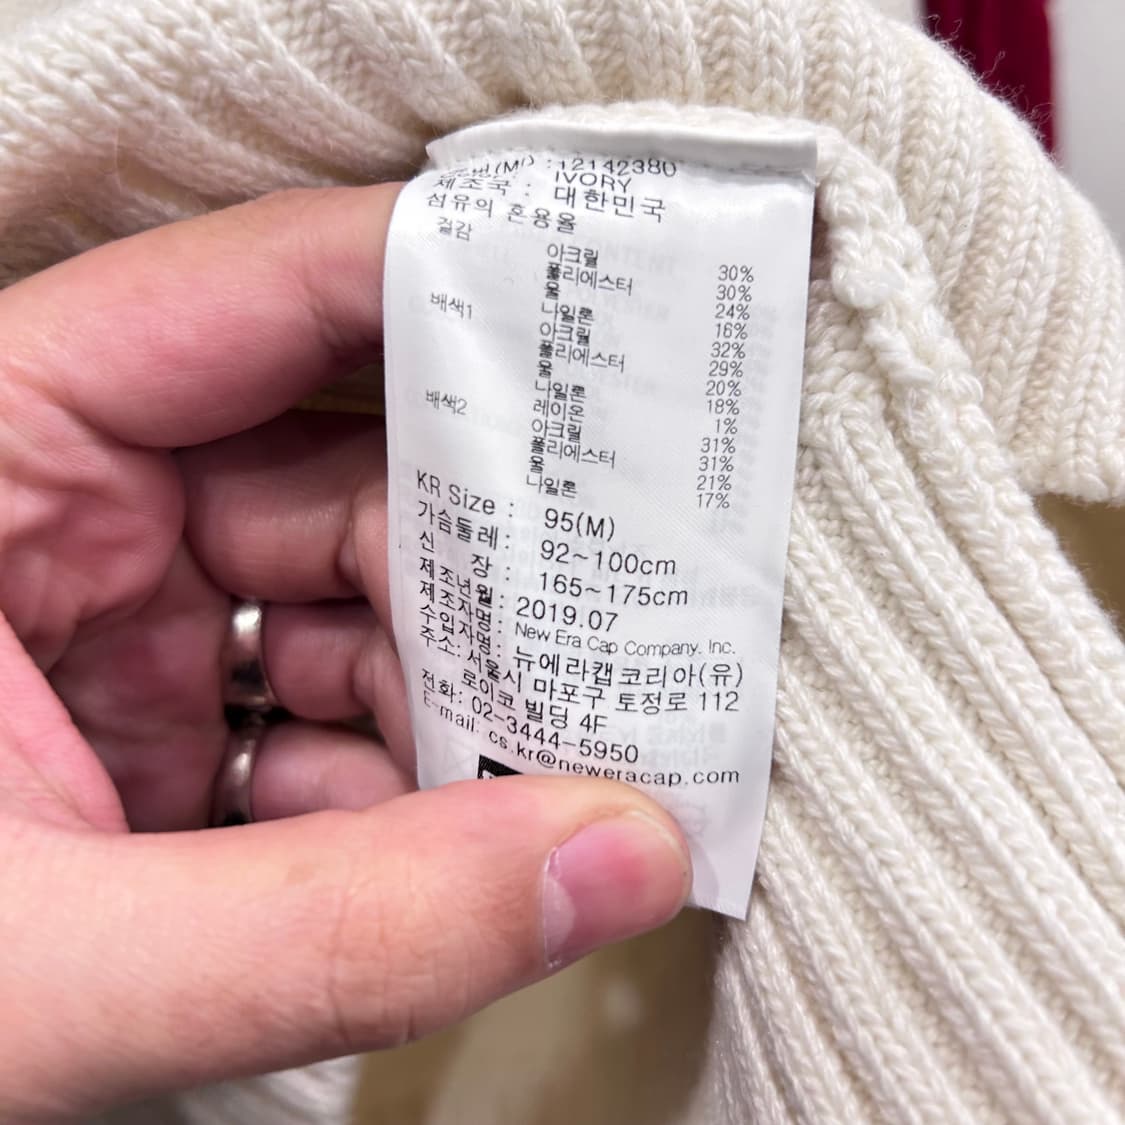 (M) : 12142380
IVORY
제조국 : 대한민국
섬유의 혼용율
겉감
아크릴 30%
폴리에스터 30%
울 24%
나일론 16%
배색1
아크릴 32%
폴리에스터 29%
울 20%
나일론 18%
레이온 1%
배색2
아크릴 31%
폴리에스터 31%
울 21%
나일론 17%
KR Size : 95(M)
가슴둘레 : 92~100cm
신 장 : 165~175cm
제조년월 : 2019.07
제조자명 : New Era Cap Company. Inc.
수입자명 : 뉴에라캡코리아(유)
주소: 서울시 마포구 토정로 112
로이코 빌딩 4F
전화: 02-3444-5950
E-mail: cs.kr@neweracap.com